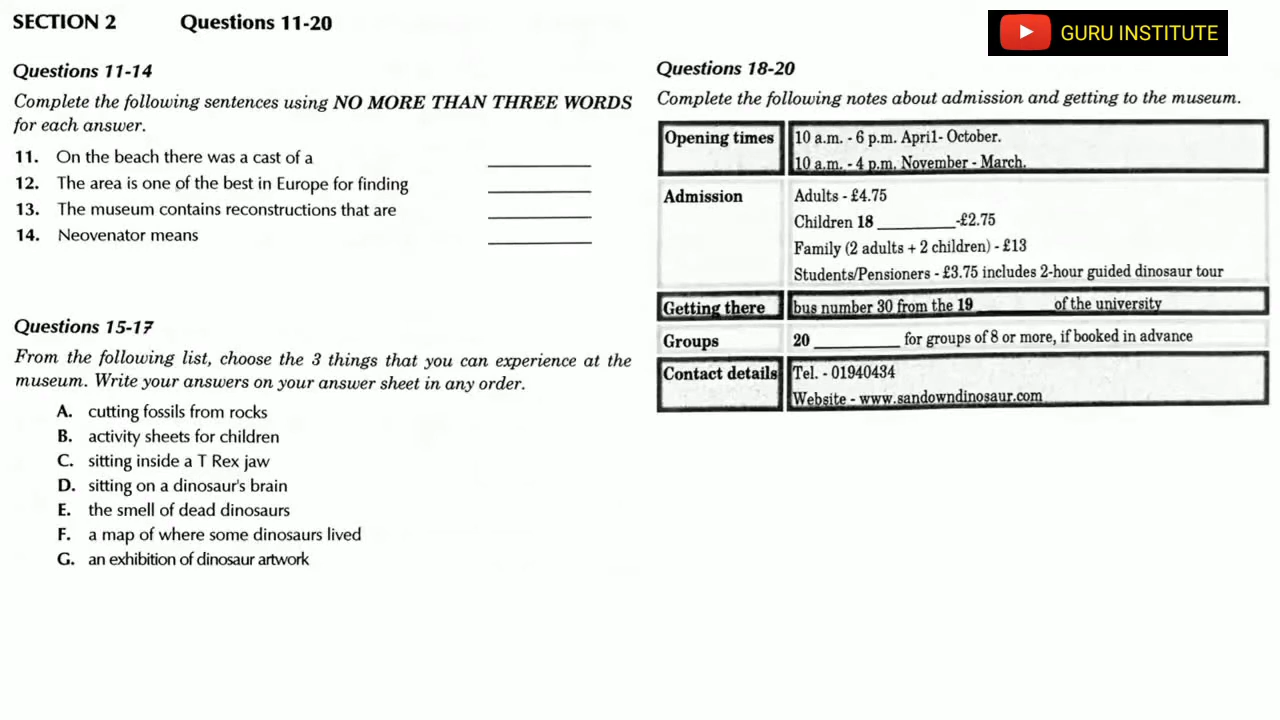 SECTION 2 Questions 11-20
GURU INSTITUTE
Questions 11-14
Complete the following sentences using NO MORE THAN THREE WORDS
for each answer.
11. On the beach there was a cast of a __________
12. The area is one of the best in Europe for finding __________
13. The museum contains reconstructions that are __________
14. Neovenator means __________
Questions 15-17
From the following list, choose the 3 things that you can experience at the
museum. Write your answers on your answer sheet in any order.
A. cutting fossils from rocks
B. activity sheets for children
C. sitting inside a T Rex jaw
D. sitting on a dinosaur's brain
E. the smell of dead dinosaurs
F. a map of where some dinosaurs lived
G. an exhibition of dinosaur artwork
Questions 18-20
Complete the following notes about admission and getting to the museum.
Opening times 10 a.m. - 6 p.m. April- October.
10 a.m. - 4 p.m. November - March.
Admission Adults - £4.75
Children 18 ________-£2.75
Family (2 adults + 2 children) - £13
Students/Pensioners - £3.75 includes 2-hour guided dinosaur tour
Getting there bus number 30 from the 19 ________ of the university
Groups 20 ________ for groups of 8 or more, if booked in advance
Contact details Tel. - 01940434
Website - www.sandowndinosaur.com